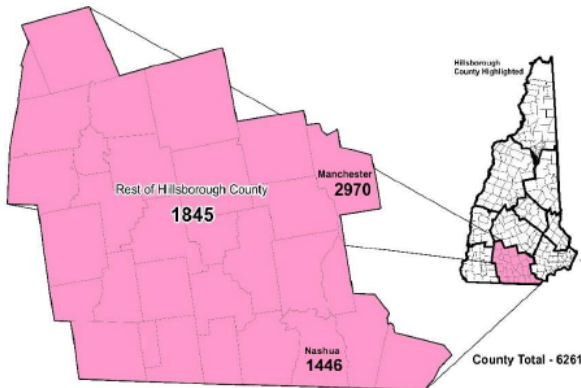 Hillsborough
County Highlighted
Manchester
2970
Rest of Hillsborough County
1845
Nashua
1446
County Total - 6261